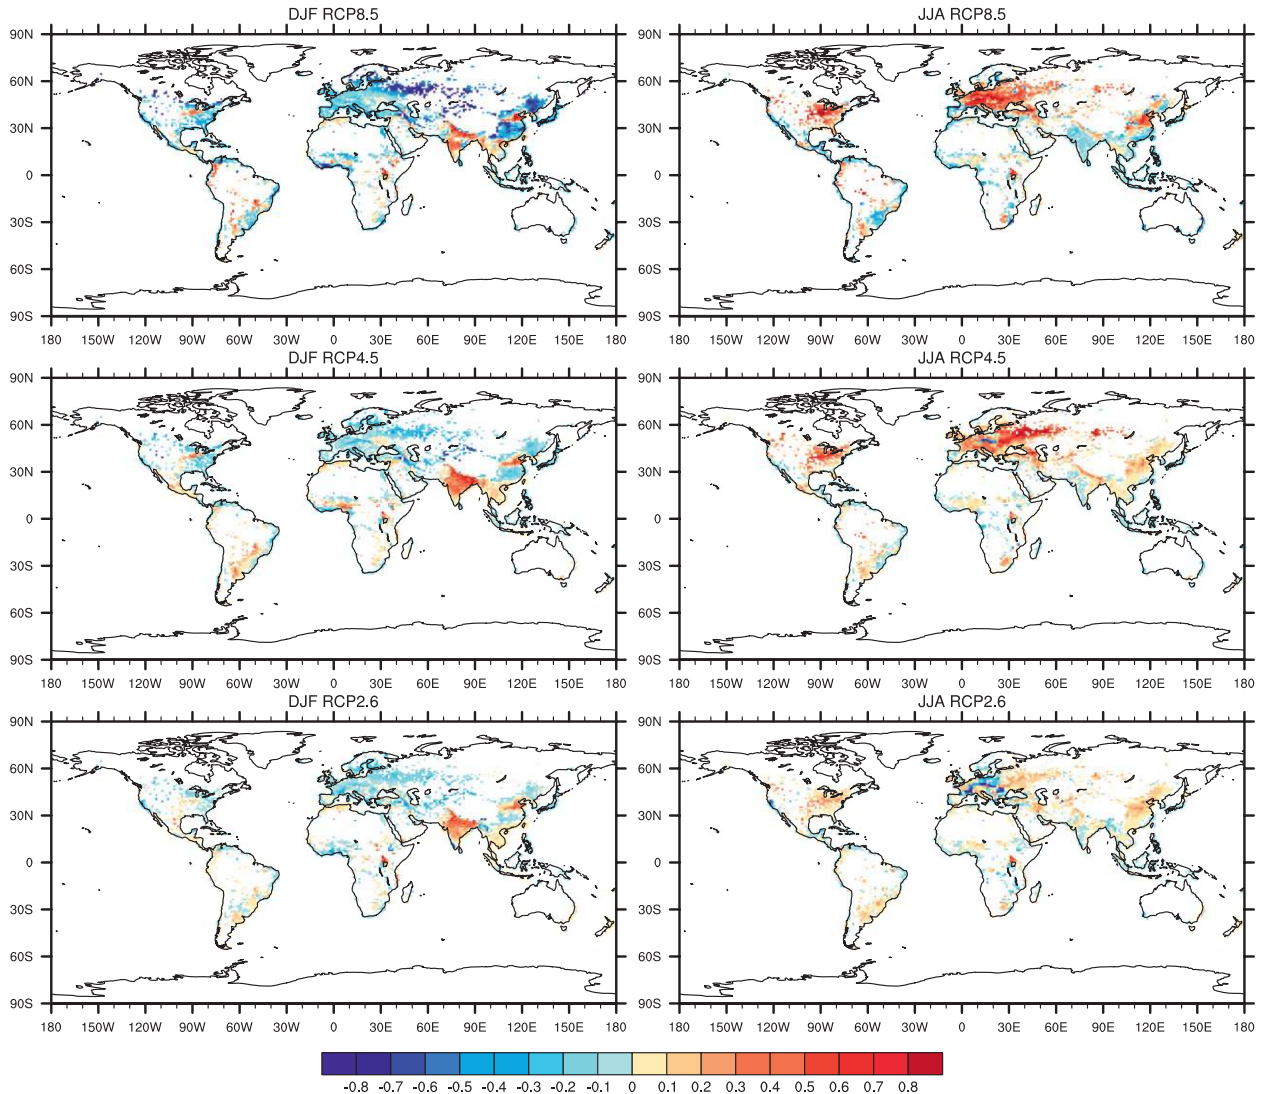 DJF RCP8.5
JJA RCP8.5
90N
60N
30N
0
30S
60S
90S
180 150W 120W 90W 60W 30W 0 30E 60E 90E 120E 150E 180
90N
60N
30N
0
30S
60S
90S
180 150W 120W 90W 60W 30W 0 30E 60E 90E 120E 150E 180
DJF RCP4.5
JJA RCP4.5
90N
60N
30N
0
30S
60S
90S
180 150W 120W 90W 60W 30W 0 30E 60E 90E 120E 150E 180
90N
60N
30N
0
30S
60S
90S
180 150W 120W 90W 60W 30W 0 30E 60E 90E 120E 150E 180
DJF RCP2.6
JJA RCP2.6
90N
60N
30N
0
30S
60S
90S
180 150W 120W 90W 60W 30W 0 30E 60E 90E 120E 150E 180
90N
60N
30N
0
30S
60S
90S
180 150W 120W 90W 60W 30W 0 30E 60E 90E 120E 150E 180
-0.8 -0.7 -0.6 -0.5 -0.4 -0.3 -0.2 -0.1 0 0.1 0.2 0.3 0.4 0.5 0.6 0.7 0.8